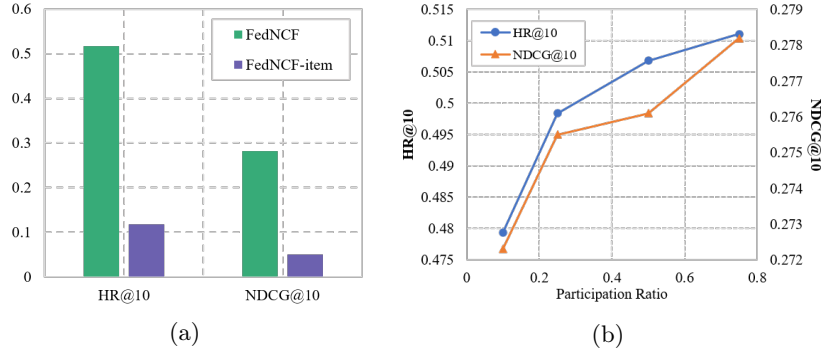 0.6
0.5
0.4
0.3
0.2
0.1
0
FedNCF
FedNCF-item
HR@10
NDCG@10
(a)
HR@10
0.515
0.51
0.505
0.5
0.495
0.49
0.485
0.48
0.475
HR@10
NDCG@10
0.279
0.278
0.277
0.276
0.275
0.274
0.273
0.272
NDCG@10
0
0.2
0.4
0.6
0.8
Participation Ratio
(b)